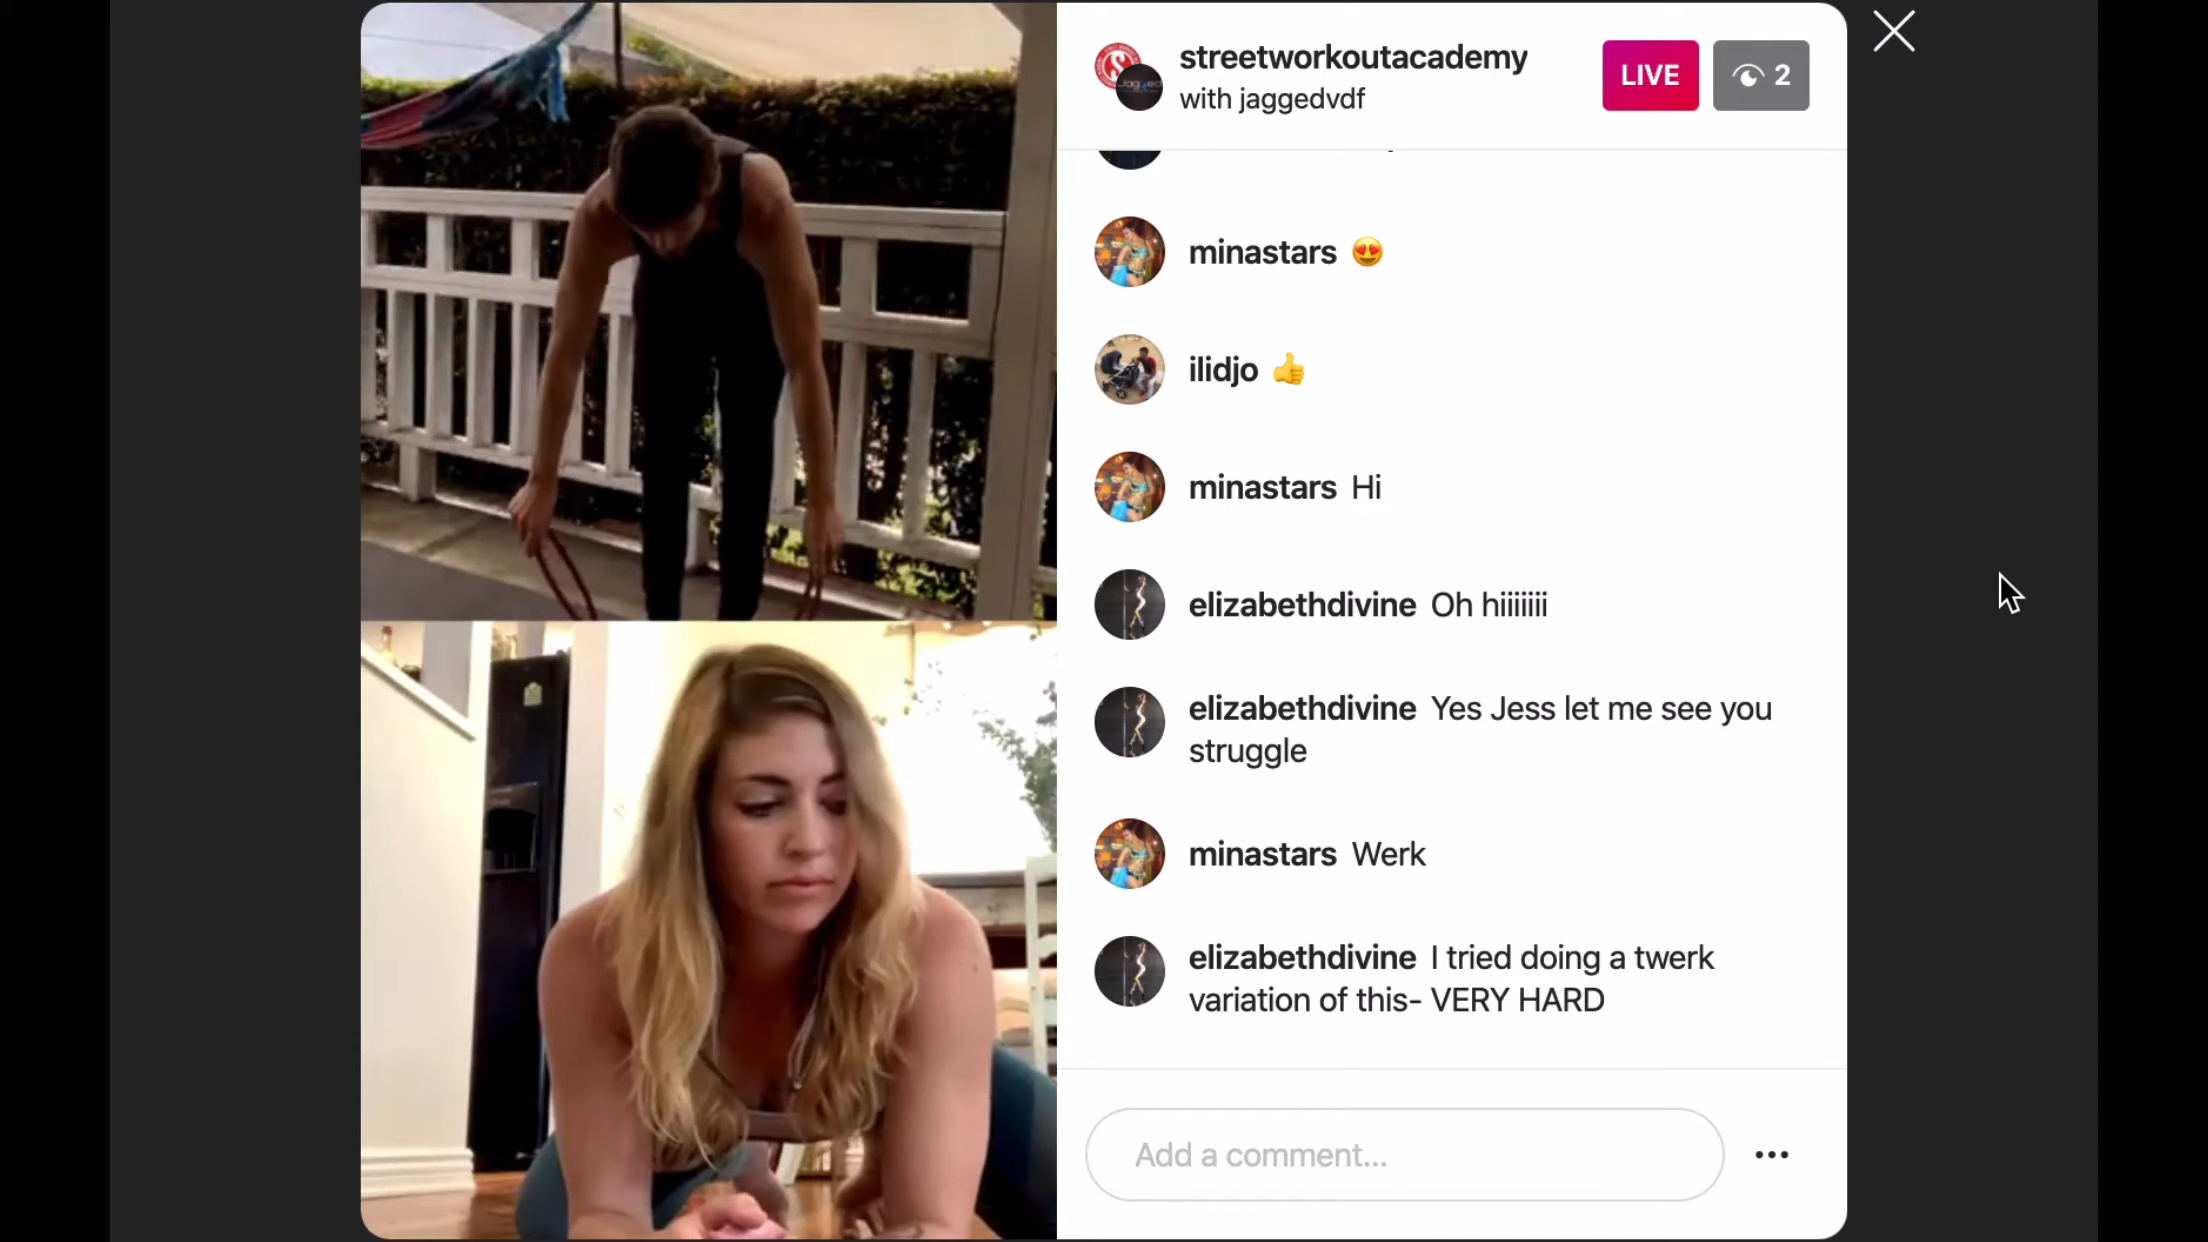 streetworkoutacademy
with jaggedvdf
LIVE
2
minastars 😍
ilidjo 👍
minastars Hi
elizabethdivine Oh hiiiiiii
elizabethdivine Yes Jess let me see you
struggle
minastars Werk
elizabethdivine I tried doing a twerk
variation of this- VERY HARD
Add a comment...